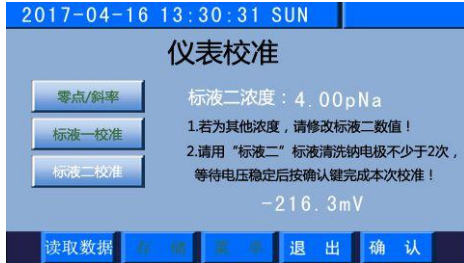 2017-04-16 13:30:31 SUN
仪表校准
零点/斜率
标液二浓度：4.00pNa
标液一校准
1.若为其他浓度，请修改标液二数值！
2.请用“标液二”标液清洗钠电极不少于2次，
标液二校准
等待电压稳定后按确认键完成本次校准！
-216.3mV
读取数据 存 储 菜 单 退 出 确 认